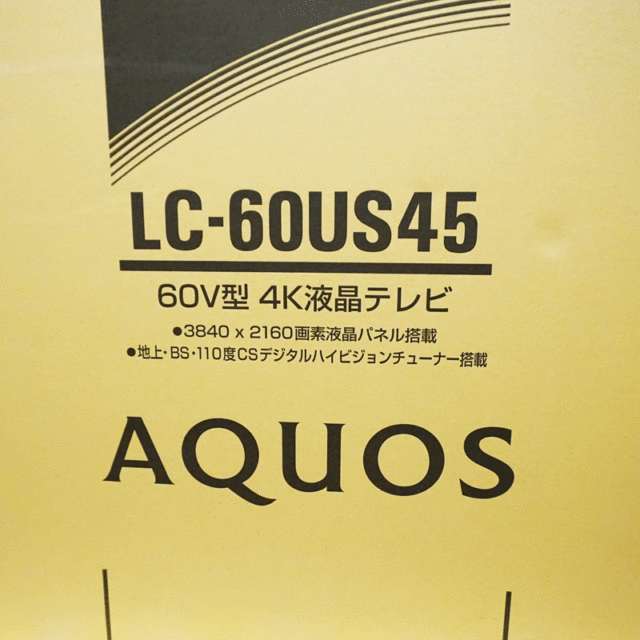 LC-60US45
60V型 4K液晶テレビ
●3840 x 2160画素液晶パネル搭載
●地上・BS・110度CSデジタルハイビジョンチューナー搭載
AQUOS